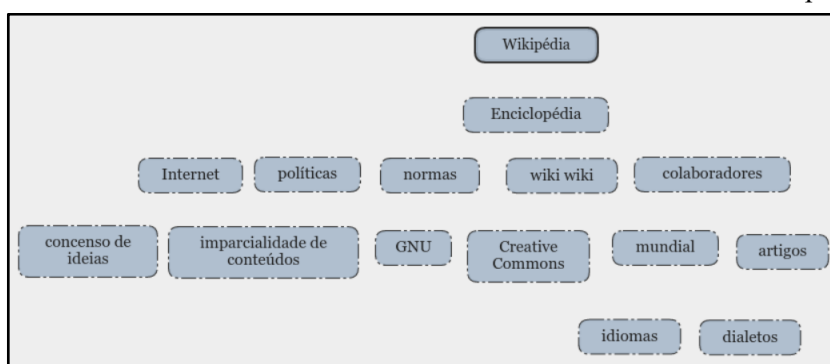 Wikipédia
Enciclopédia
Internet
políticas
normas
wiki wiki
colaboradores
concenso de
ideias
imparcialidade de
conteúdos
GNU
Creative
Commons
mundial
artigos
idiomas
dialetos